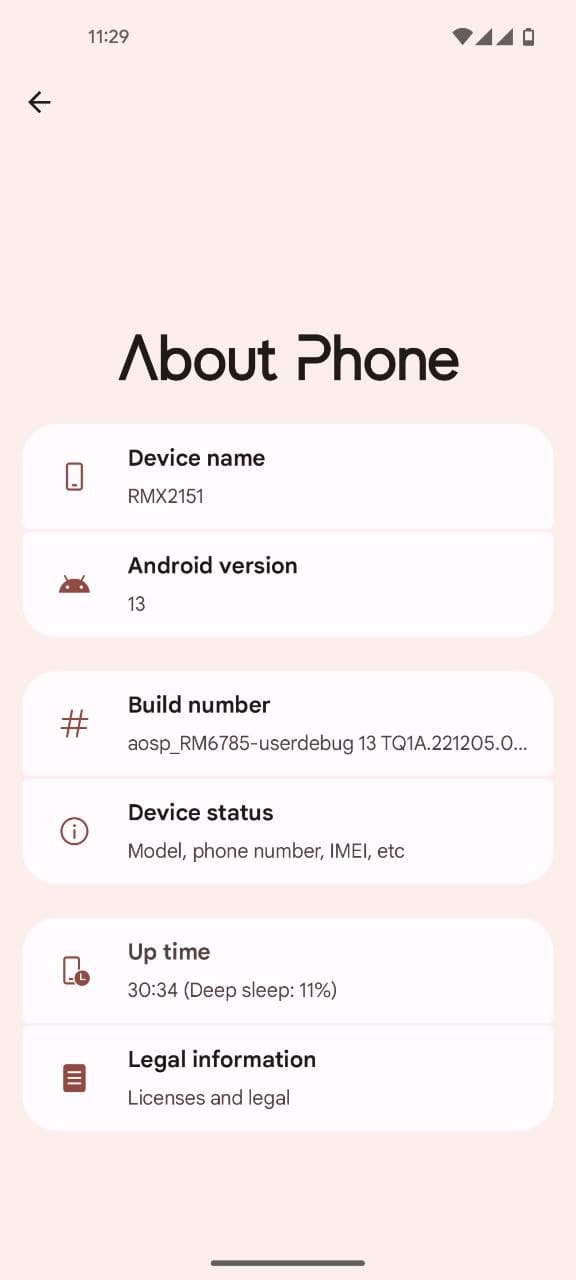 11:29
About Phone
Device name
RMX2151
Android version
13
Build number
aosp_RM6785-userdebug 13 TQ1A.221205.0...
Device status
Model, phone number, IMEI, etc
Up time
30:34 (Deep sleep: 11%)
Legal information
Licenses and legal